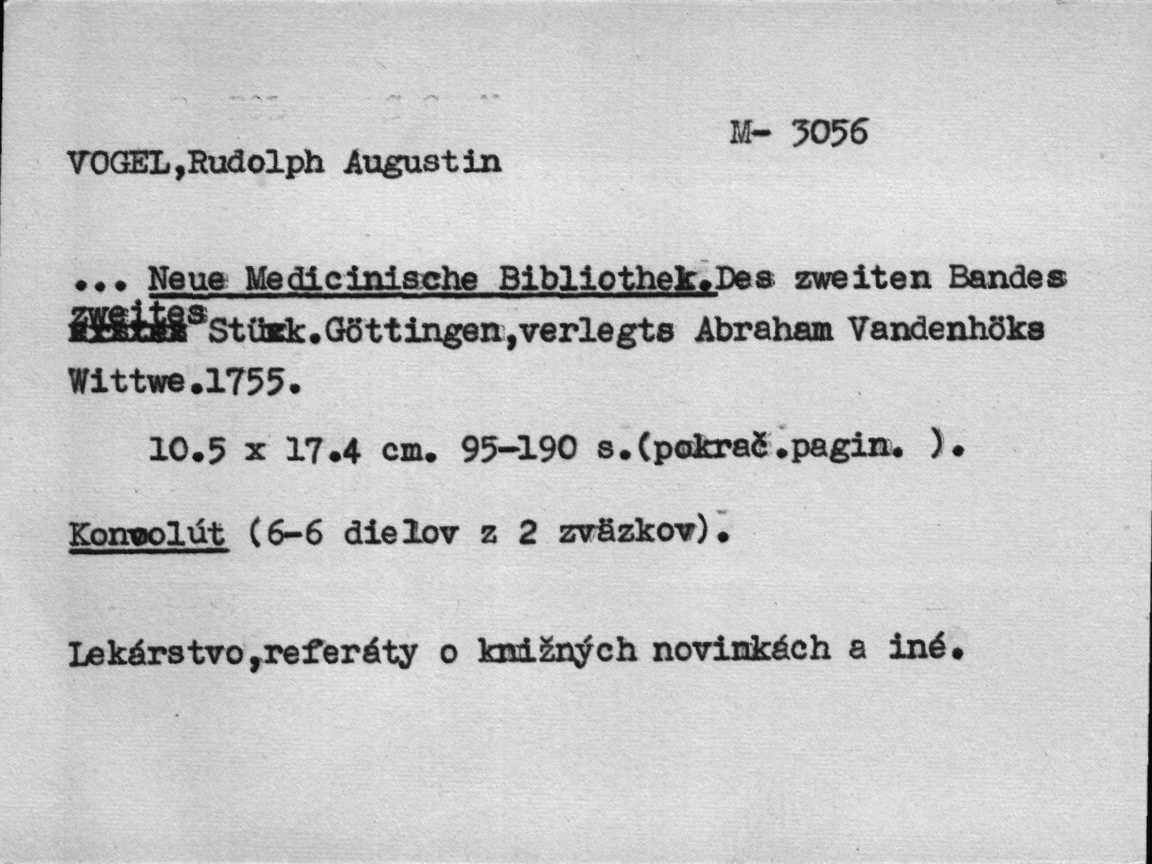 M- 3056
VOGEL,Rudolph Augustin
... Neue Medicinische Bibliothek.Des zweiten Bandes
zweites
Stück.Göttingen,verlegts Abraham Vandenhöks
Wittwe.1755.
10.5 x 17.4 cm. 95-190 s.(pokrač.pagin. ).
Konvolút (6-6 dielov z 2 zväzkov).
Lekárstvo,referáty o knižných novinkách a iné.